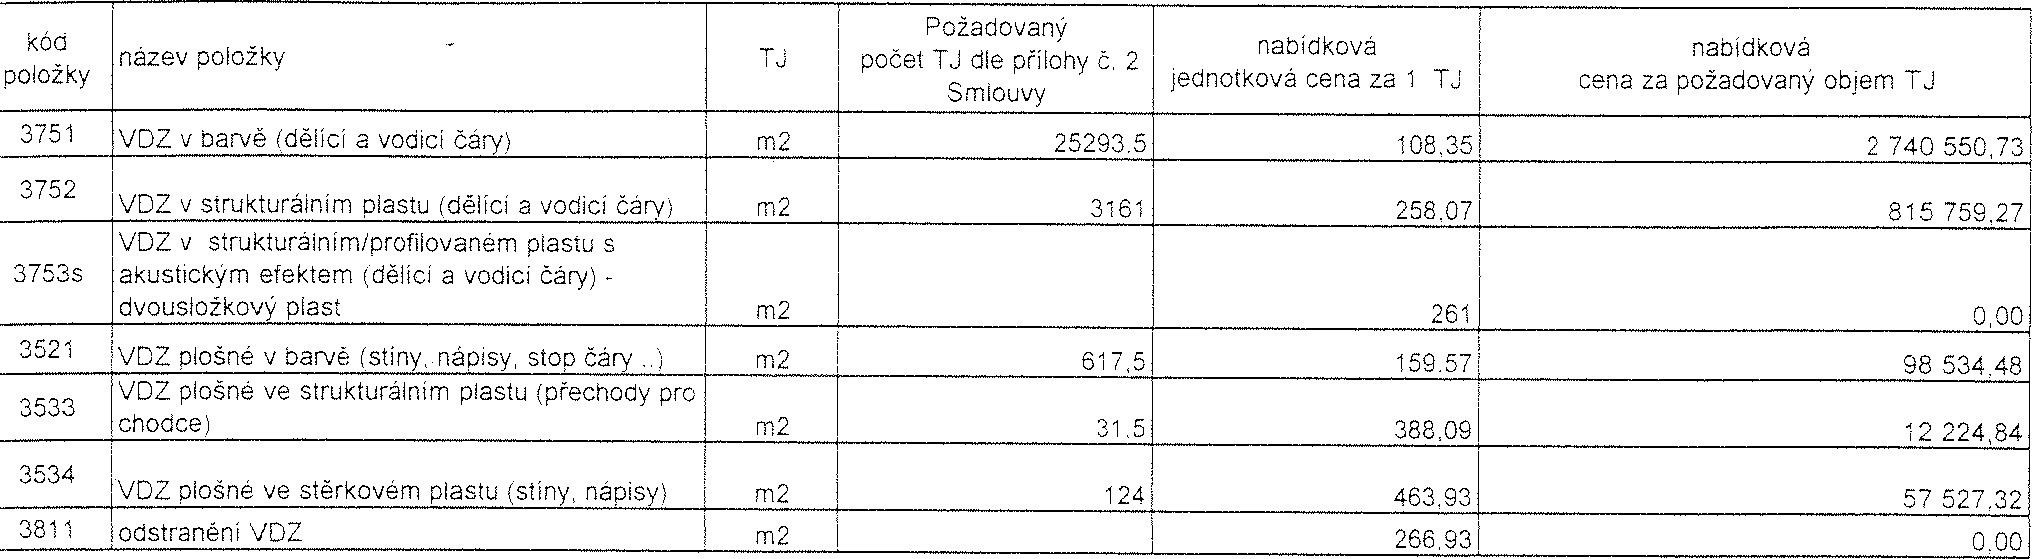 kód položky | název položky | TJ | Požadovaný počet TJ dle přílohy č. 2 Smlouvy | nabídková jednotková cena za 1 TJ | nabídková cena za požadovaný objem TJ
3751 | VDZ v barvě (dělící a vodicí čáry) | m2 | 25293.5 | 108,35 | 2 740 550,73
3752 | VDZ v strukturálním plastu (dělící a vodicí čáry) | m2 | 3161 | 258,07 | 815 759,27
3753s | VDZ v strukturálním/profilovaném plastu s akustickým efektem (dělící a vodicí čáry) - dvousložkový plast | m2 | | 261 | 0,00
3521 | VDZ plošné v barvě (stíny, nápisy, stop čáry ..) | m2 | 617,5 | 159.57 | 98 534,48
3533 | VDZ plošné ve strukturálním plastu (přechody pro chodce) | m2 | 31.5 | 388,09 | 12 224,84
3534 | VDZ plošné ve stěrkovém plastu (stíny, nápisy) | m2 | 124 | 463,93 | 57 527,32
3811 | odstranění VDZ | m2 | | 266,93 | 0,00